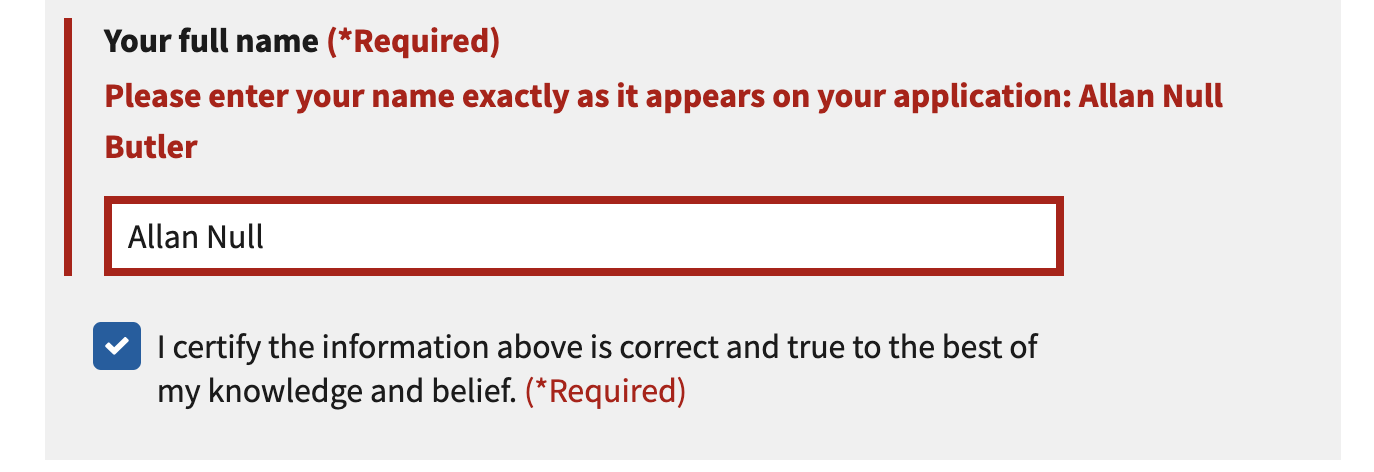 Your full name (*Required)
Please enter your name exactly as it appears on your application: Allan Null
Butler
Allan Null
I certify the information above is correct and true to the best of
my knowledge and belief. (*Required)